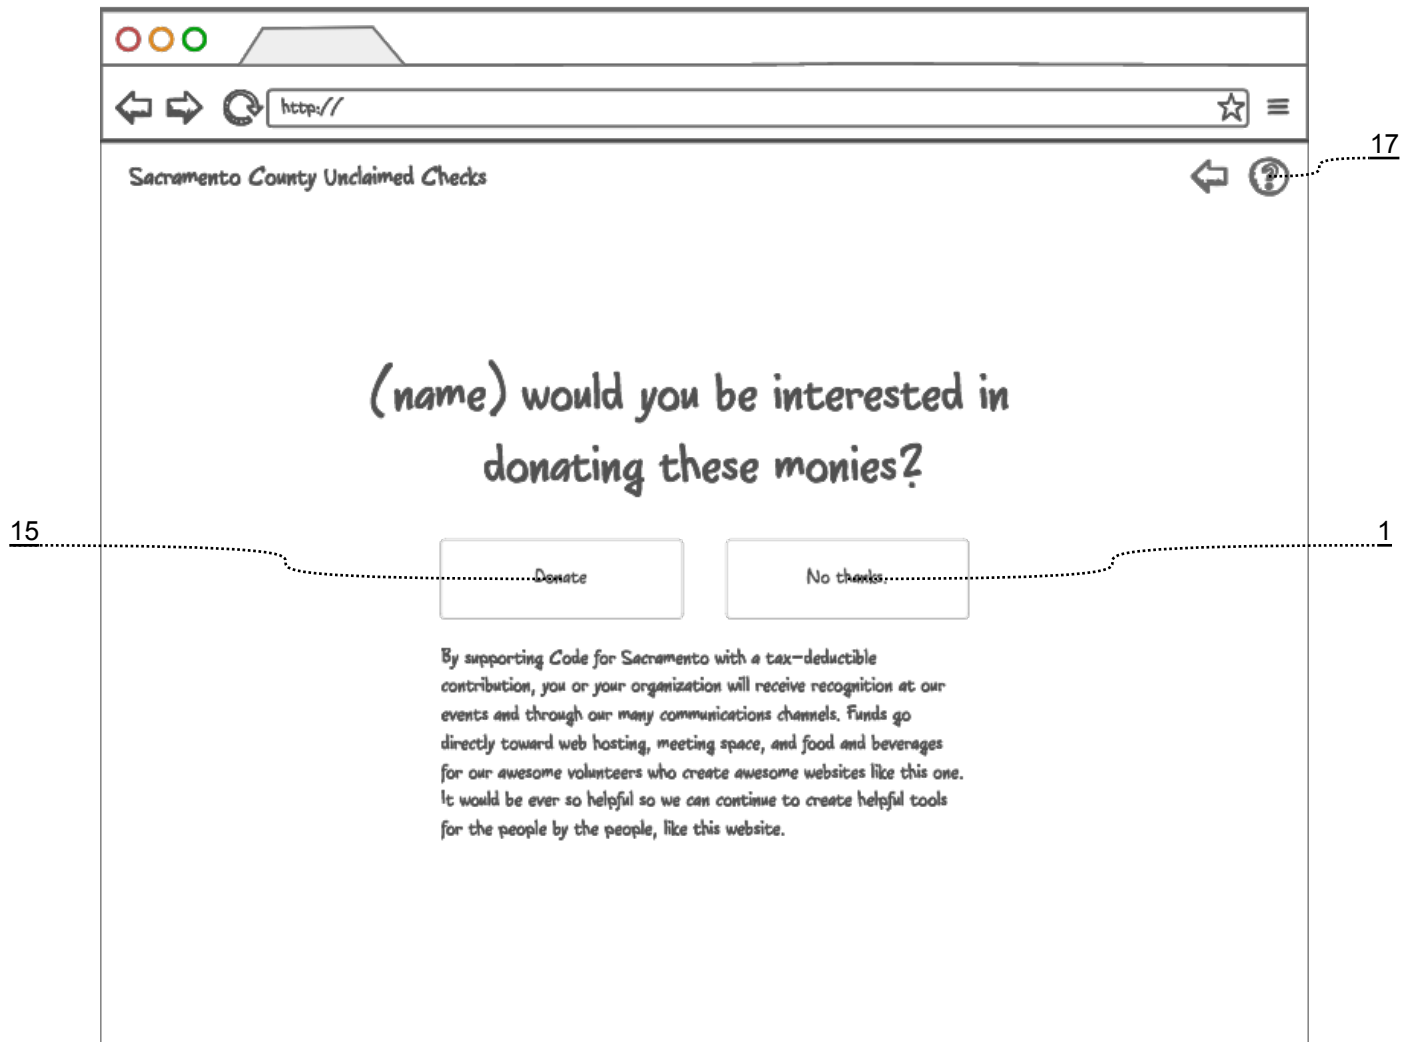 http://
17
Sacramento County Unclaimed Checks
?
(name) would you be interested in
donating these monies?
15
1
Donate
No thanks.
By supporting Code for Sacramento with a tax-deductible
contribution, you or your organization will receive recognition at our
events and through our many communications channels. Funds go
directly toward web hosting, meeting space, and food and beverages
for our awesome volunteers who create awesome websites like this one.
It would be ever so helpful so we can continue to create helpful tools
for the people by the people, like this website.